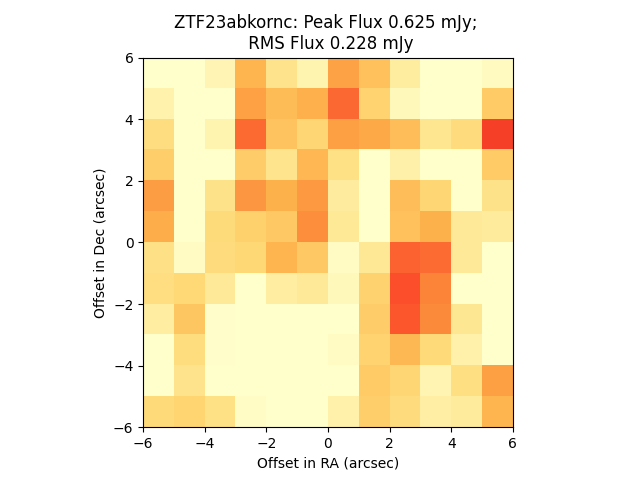 ZTF23abkornc: Peak Flux 0.625 mJy;
RMS Flux 0.228 mJy
6
4
2
0
−2
−4
−6
Offset in Dec (arcsec)
−6 −4 −2 0 2 4 6
Offset in RA (arcsec)